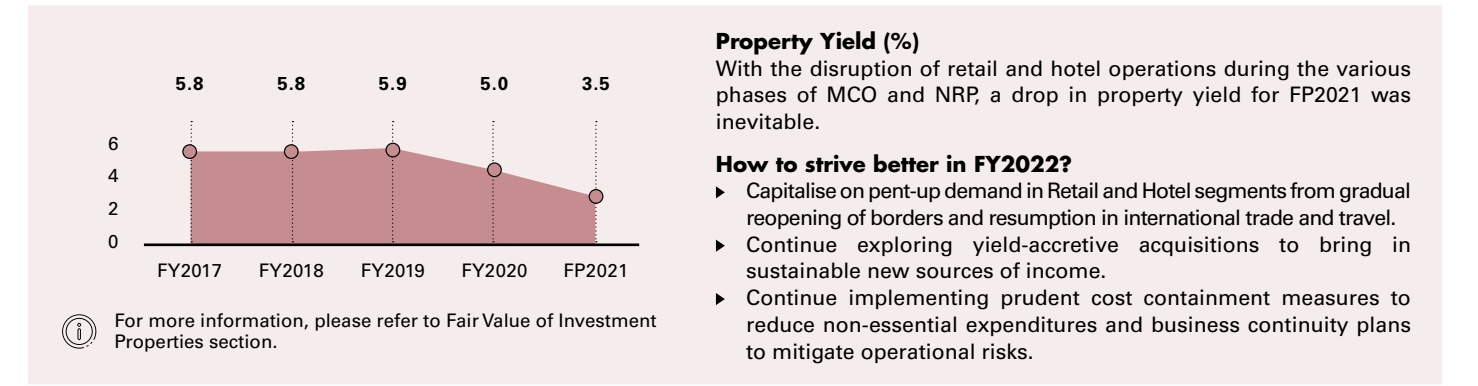 5.8 5.8 5.9 5.0 3.5
6
4
2
0
FY2017 FY2018 FY2019 FY2020 FP2021
For more information, please refer to Fair Value of Investment
Properties section.
Property Yield (%)
With the disruption of retail and hotel operations during the various
phases of MCO and NRP, a drop in property yield for FP2021 was
inevitable.
How to strive better in FY2022?
Capitalise on pent-up demand in Retail and Hotel segments from gradual
reopening of borders and resumption in international trade and travel.
Continue exploring yield-accretive acquisitions to bring in
sustainable new sources of income.
Continue implementing prudent cost containment measures to
reduce non-essential expenditures and business continuity plans
to mitigate operational risks.